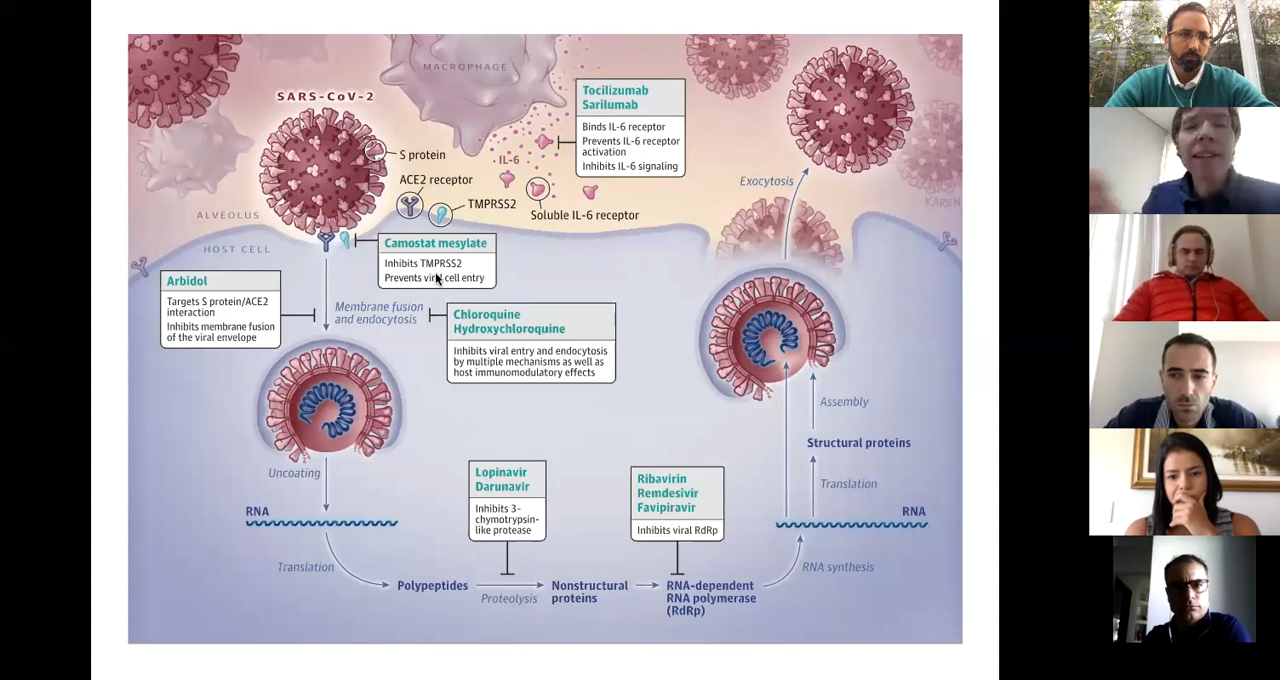 MACROPHAGE
SARS-CoV-2
Tocilizumab
Sarilumab
Binds IL-6 receptor
Prevents IL-6 receptor
activation
Inhibits IL-6 signaling
S protein
IL-6
ACE2 receptor
TMPRSS2
Soluble IL-6 receptor
Exocytosis
KAREN
ALVEOLUS
HOST CELL
Camostat mesylate
Inhibits TMPRSS2
Prevents viral cell entry
Arbidol
Targets S protein/ACE2
interaction
Inhibits membrane fusion
of the viral envelope
Membrane fusion
and endocytosis
Chloroquine
Hydroxychloroquine
Inhibits viral entry and endocytosis
by multiple mechanisms as well as
host immunomodulatory effects
Assembly
Structural proteins
Translation
Uncoating
RNA
Lopinavir
Darunavir
Inhibits 3-
chymotrypsin-
like protease
Ribavirin
Remdesivir
Favipiravir
Inhibits viral RdRp
RNA
Translation
Polypeptides
Proteolysis
Nonstructural
proteins
RNA-dependent
RNA polymerase
(RdRp)
RNA synthesis